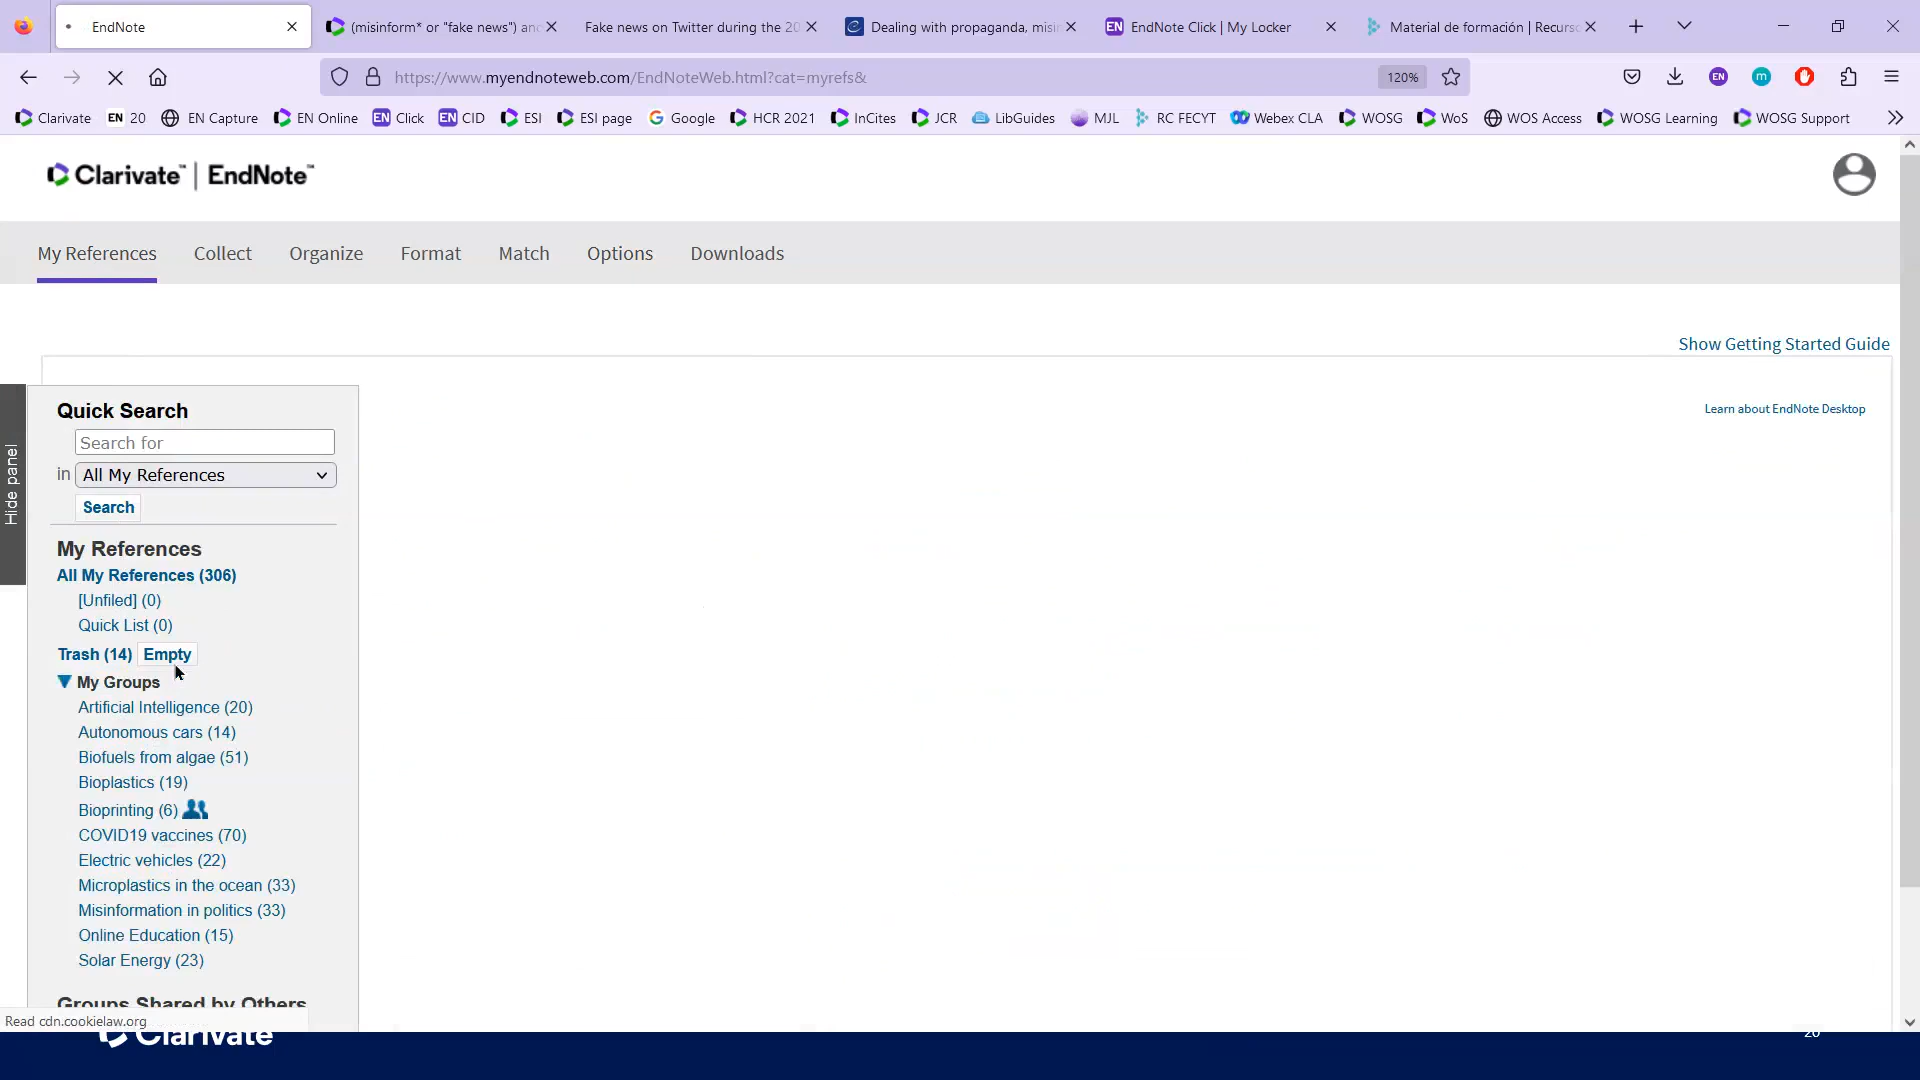 EndNote
(misinform* or "fake news") an
Fake news on Twitter during the 20
Dealing with propaganda, misi
EN EndNote Click | My Locker
Material de formación | Recurs
https://www.myendnoteweb.com/EndNoteWeb.html?cat=myrefs&
120%
EN
m
Clarivate
EN 20
EN Capture
EN Online
EN Click
EN CID
ESI
ESI page
G Google
HCR 2021
InCites
JCR
LibGuides
MJL
RC FECYT
Webex CLA
WOSG
WoS
WOS Access
WOSG Learning
WOSG Support
Clarivate™ | EndNote™
My References
Collect
Organize
Format
Match
Options
Downloads
Show Getting Started Guide
Learn about EndNote Desktop
Hide panel
Quick Search
Search for
in All My References
Search
My References
All My References (306)
[Unfiled] (0)
Quick List (0)
Trash (14) Empty
My Groups
Artificial Intelligence (20)
Autonomous cars (14)
Biofuels from algae (51)
Bioplastics (19)
Bioprinting (6)
COVID19 vaccines (70)
Electric vehicles (22)
Microplastics in the ocean (33)
Misinformation in politics (33)
Online Education (15)
Solar Energy (23)
Groups Shared by Others
Read cdn.cookielaw.org
Clarivate
20